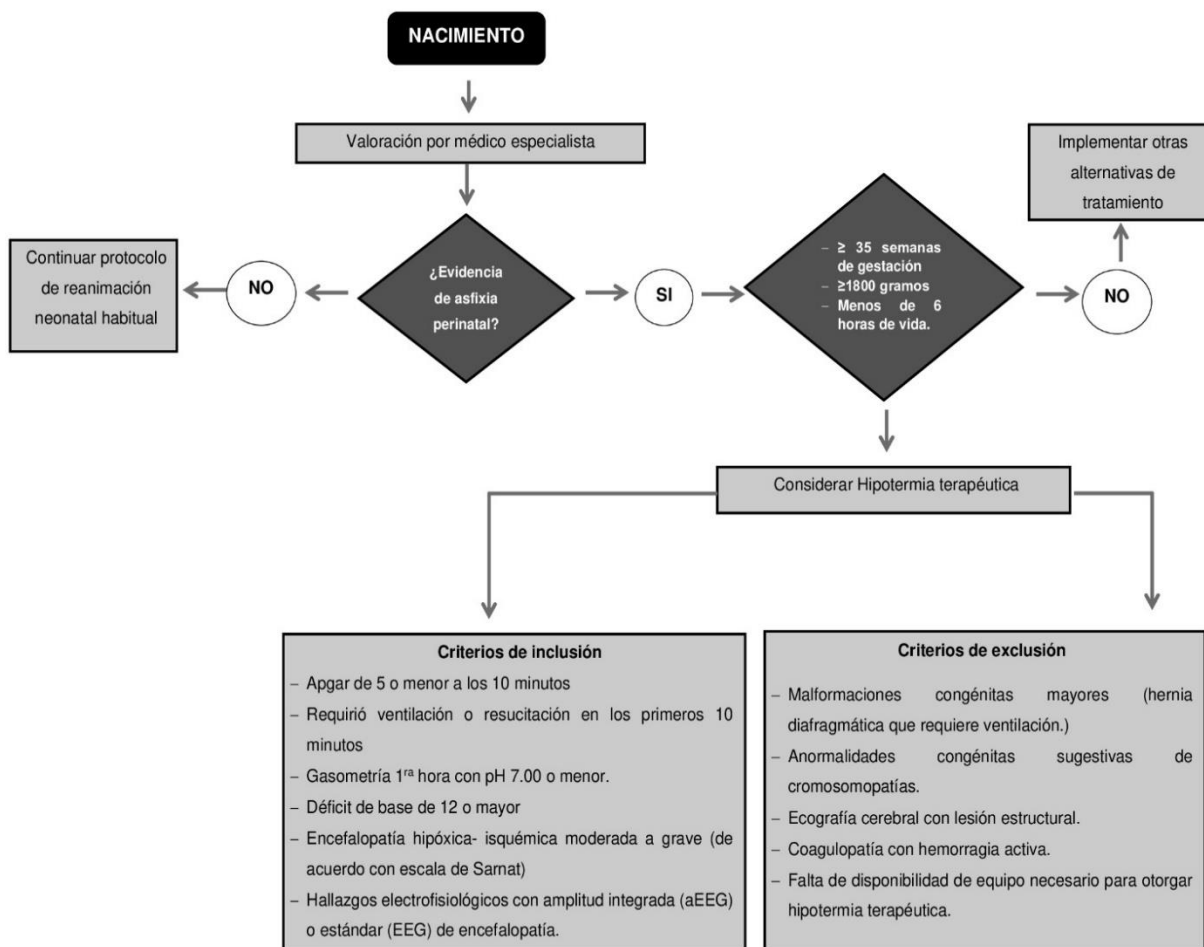 NACIMIENTO
Valoración por médico especialista
¿Evidencia
de asfixia
perinatal?
NO
Continuar protocolo
de reanimación
neonatal habitual
SI
– ≥ 35 semanas
de gestación
– ≥1800 gramos
– Menos de 6
horas de vida.
NO
Implementar otras
alternativas de
tratamiento
Considerar Hipotermia terapéutica
Criterios de inclusión
– Apgar de 5 o menor a los 10 minutos
– Requirió ventilación o resucitación en los primeros 10
minutos
– Gasometría 1ra hora con pH 7.00 o menor.
– Déficit de base de 12 o mayor
– Encefalopatía hipóxica- isquémica moderada a grave (de
acuerdo con escala de Sarnat)
– Hallazgos electrofisiológicos con amplitud integrada (aEEG)
o estándar (EEG) de encefalopatía.
Criterios de exclusión
– Malformaciones congénitas mayores (hernia
diafragmática que requiere ventilación.)
– Anormalidades congénitas sugestivas de
cromosomopatías.
– Ecografía cerebral con lesión estructural.
– Coagulopatía con hemorragia activa.
– Falta de disponibilidad de equipo necesario para otorgar
hipotermia terapéutica.